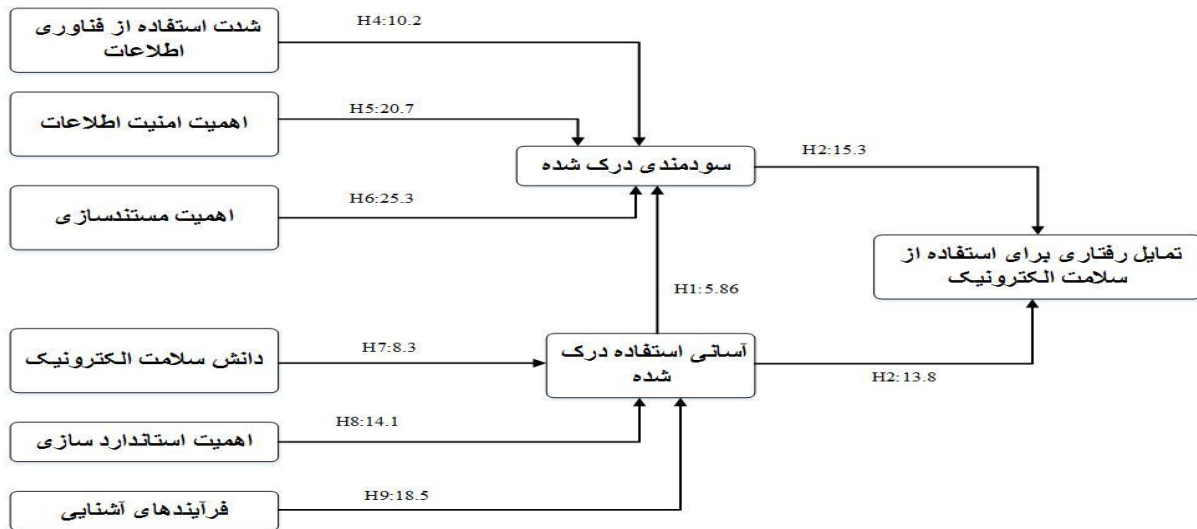 شدت استفاده از فناوری
اطلاعات
H4:10.2
اهمیت امنیت اطلاعات
H5:20.7
سودمندی درک شده
H2:15.3
اهمیت مستندسازی
H6:25.3
تمایل رفتاری برای استفاده از
سلامت الکترونیک
H1:5.86
دانش سلامت الکترونیک
H7:8.3
آسانی استفاده درک
شده
H2:13.8
اهمیت استاندارد سازی
H8:14.1
فرآیندهای آشنایی
H9:18.5